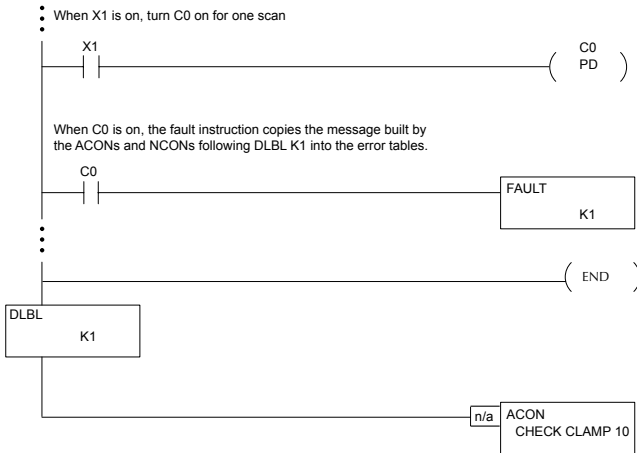 When X1 is on, turn C0 on for one scan
X1
C0
PD
When C0 is on, the fault instruction copies the message built by
the ACONs and NCONs following DLBL K1 into the error tables.
C0
FAULT
K1
END
DLBL
K1
n/a
ACON
CHECK CLAMP 10